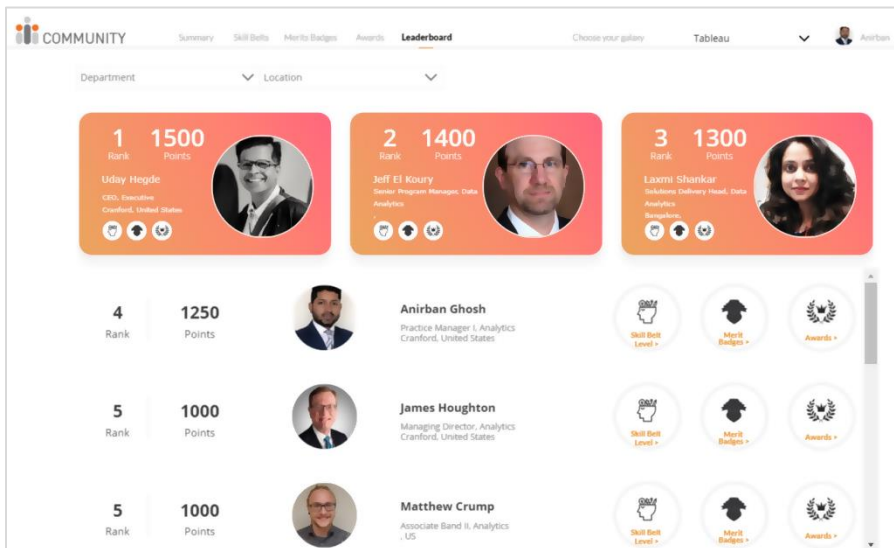 COMMUNITY
Summary Skill Belts Merits Badges Awards Leaderboard Choose your galaxy Tableau Anirban
Department Location
1 1500
Rank Points
Uday Hegde
CEO, Executive
Cranford, United States
2 1400
Rank Points
Jeff El Koury
Senior Program Manager, Data
Analytics
,
3 1300
Rank Points
Laxmi Shankar
Solutions Delivery Head, Data
Analytics
Bangalore,
4 1250
Rank Points
Anirban Ghosh
Practice Manager I, Analytics
Cranford, United States
Skill Belt
Level >
Merit
Badges >
Awards >
5 1000
Rank Points
James Houghton
Managing Director, Analytics
Cranford, United States
Skill Belt
Level >
Merit
Badges >
Awards >
5 1000
Rank Points
Matthew Crump
Associate Band II, Analytics
, US
Skill Belt
Level >
Merit
Badges >
Awards >